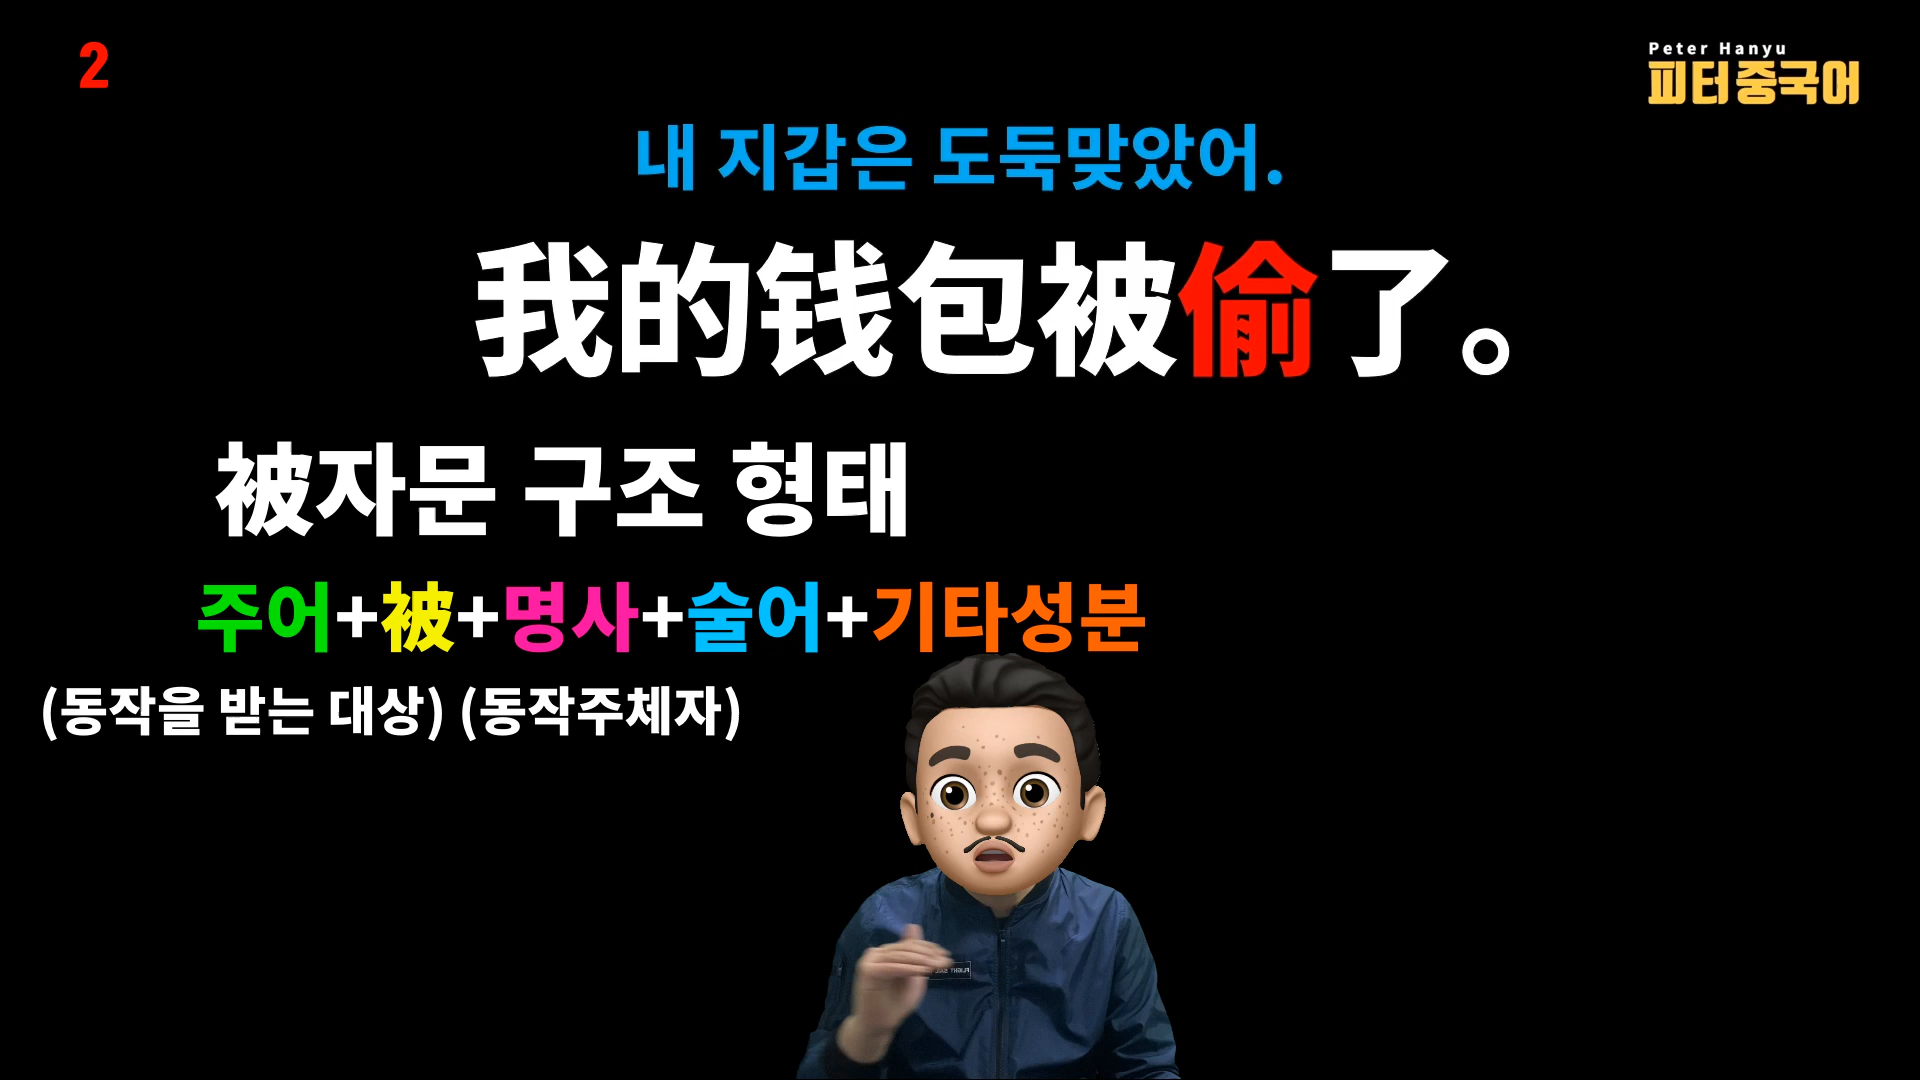 2
Peter Hanyu
피터 중국어
내 지갑은 도둑맞았어.
我的钱包被偷了。
被자문 구조 형태
주어+被+명사+술어+기타성분
(동작을 받는 대상) (동작주체자)